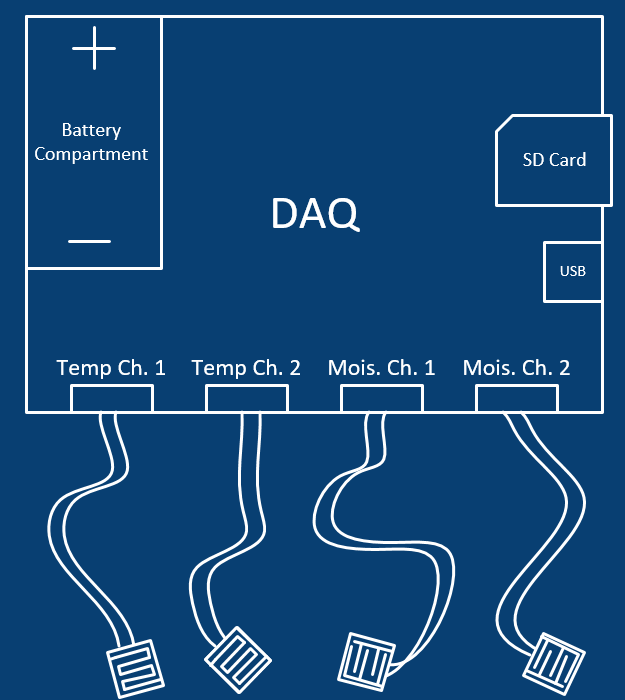 Battery
Compartment
SD Card
DAQ
USB
Temp Ch. 1
Temp Ch. 2
Mois. Ch. 1
Mois. Ch. 2